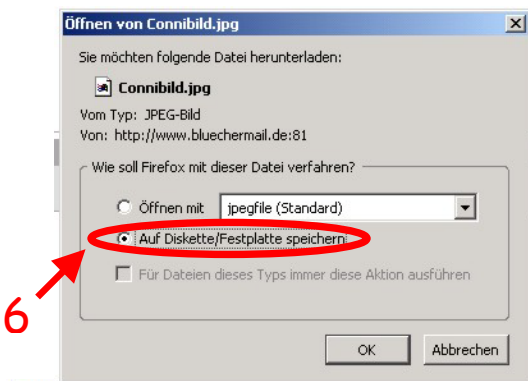 Öffnen von Connibild.jpg
Sie möchten folgende Datei herunterladen:
Connibild.jpg
Vom Typ: JPEG-Bild
Von: http://www.bluechermail.de:81
Wie soll Firefox mit dieser Datei verfahren?
Öffnen mit jpegfile (Standard)
Auf Diskette/Festplatte speichern
Für Dateien dieses Typs immer diese Aktion ausführen
6
OK Abbrechen